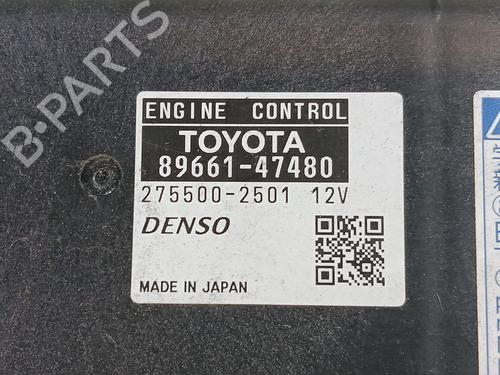 B-PARTS
ENGINE CONTROL
TOYOTA
89661-47480
275500-2501 12V
DENSO
MADE IN JAPAN